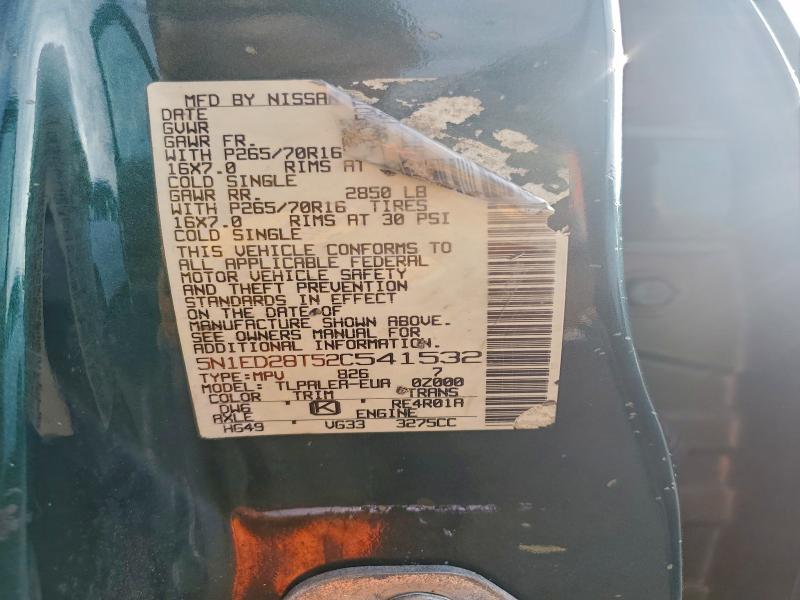 MFD BY NISSA
DATE
GVWR
GAWR FR.
WITH P265/70R16
16X7.0 RIMS AT
COLD SINGLE
GAWR RR. 2850 LB
WITH P265/70R16 TIRES
16X7.0 RIMS AT 30 PSI
COLD SINGLE
THIS VEHICLE CONFORMS TO
ALL APPLICABLE FEDERAL
MOTOR VEHICLE SAFETY
AND THEFT PREVENTION
STANDARDS IN EFFECT
ON THE DATE OF
MANUFACTURE SHOWN ABOVE.
SEE OWNERS MANUAL FOR
ADDITIONAL INFORMATION.
5N1ED28T52C541532
TYPE:MPV 826 7
MODEL: TLPALEA-EUA 0Z000
COLOR TRIM TRANS
DW6 K RE4R01A
AXLE ENGINE
HG49 VG33 3275CC